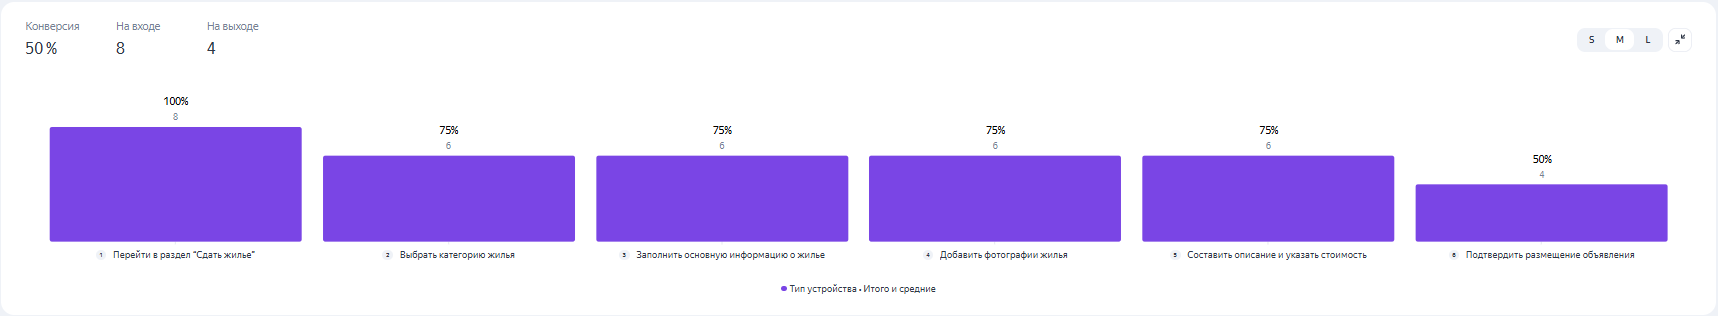 Конверсия На входе На выходе
50 % 8 4
S M L
100%
8
75%
6
75%
6
75%
6
75%
6
50%
4
1 Перейти в раздел "Сдать жилье"
2 Выбрать категорию жилья
3 Заполнить основную информацию о жилье
4 Добавить фотографии жилья
5 Составить описание и указать стоимость
6 Подтвердить размещение объявления
Тип устройства • Итого и средние